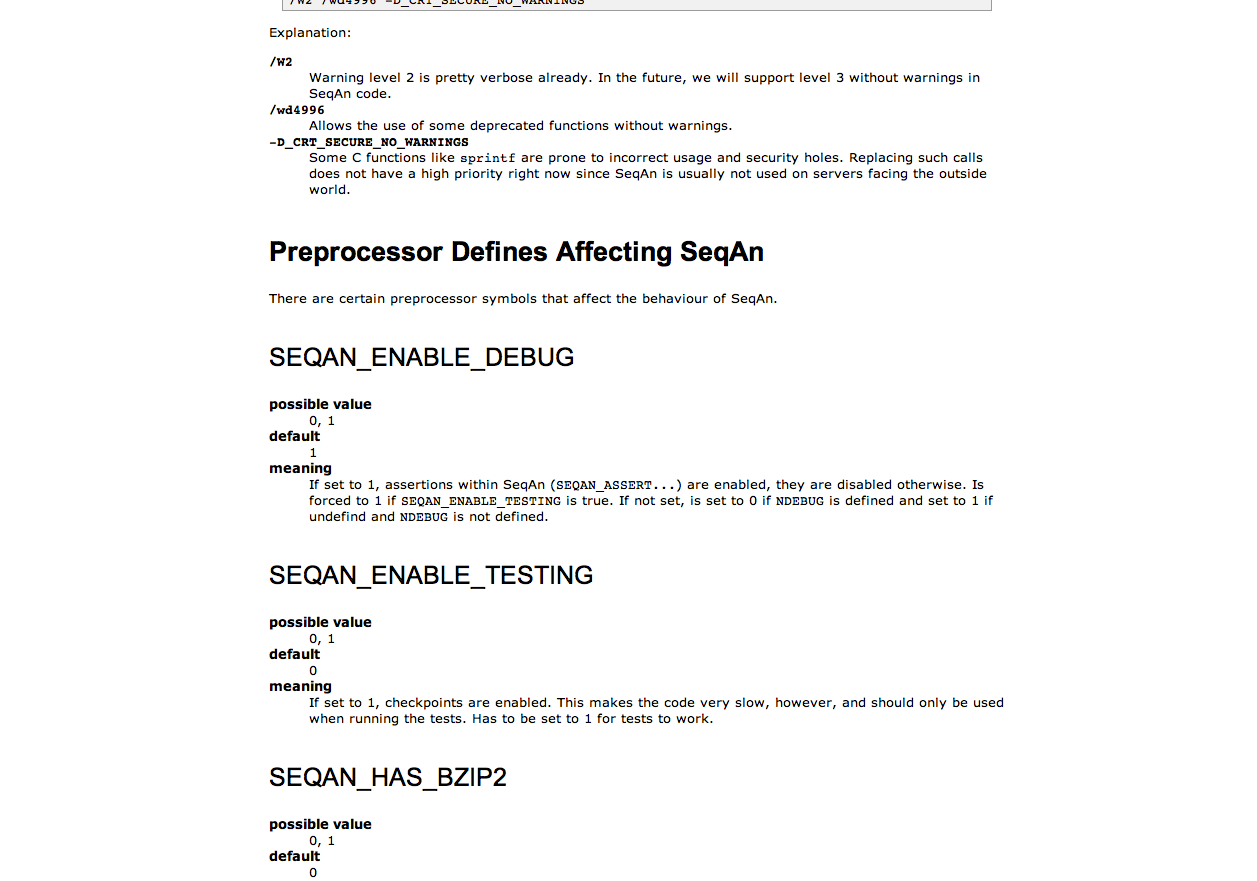 /W2 /wd4996 -D_CRT_SECURE_NO_WARNINGS
Explanation:
/W2
Warning level 2 is pretty verbose already. In the future, we will support level 3 without warnings in
SeqAn code.
/wd4996
Allows the use of some deprecated functions without warnings.
-D_CRT_SECURE_NO_WARNINGS
Some C functions like sprintf are prone to incorrect usage and security holes. Replacing such calls
does not have a high priority right now since SeqAn is usually not used on servers facing the outside
world.
Preprocessor Defines Affecting SeqAn
There are certain preprocessor symbols that affect the behaviour of SeqAn.
SEQAN_ENABLE_DEBUG
possible value
0, 1
default
1
meaning
If set to 1, assertions within SeqAn (SEQAN_ASSERT...) are enabled, they are disabled otherwise. Is
forced to 1 if SEQAN_ENABLE_TESTING is true. If not set, is set to 0 if NDEBUG is defined and set to 1 if
undefind and NDEBUG is not defined.
SEQAN_ENABLE_TESTING
possible value
0, 1
default
0
meaning
If set to 1, checkpoints are enabled. This makes the code very slow, however, and should only be used
when running the tests. Has to be set to 1 for tests to work.
SEQAN_HAS_BZIP2
possible value
0, 1
default
0